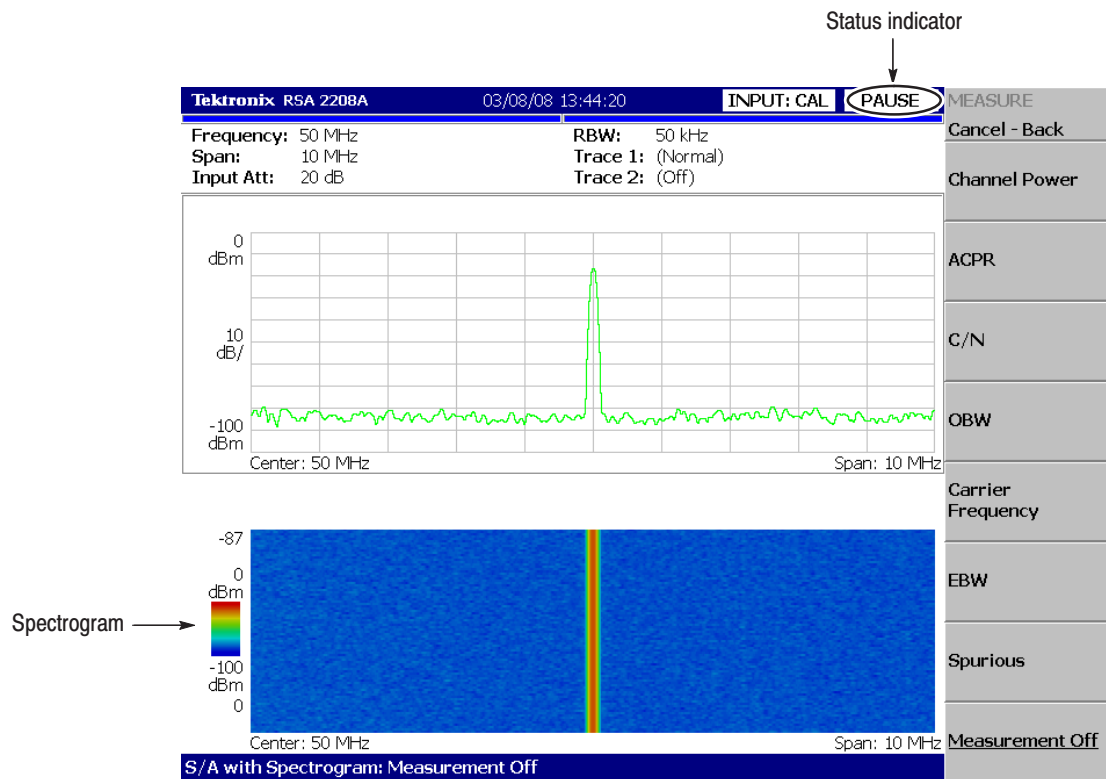 Status indicator
Tektronix RSA 2208A 03/08/08 13:44:20 INPUT: CAL PAUSE
Frequency: 50 MHz RBW: 50 kHz
Span: 10 MHz Trace 1: (Normal)
Input Att: 20 dB Trace 2: (Off)
0
dBm
10
dB/
-100
dBm
Center: 50 MHz Span: 10 MHz
Spectrogram
-87
0
dBm
-100
dBm
0
Center: 50 MHz Span: 10 MHz
S/A with Spectrogram: Measurement Off
MEASURE
Cancel - Back
Channel Power
ACPR
C/N
OBW
Carrier
Frequency
EBW
Spurious
Measurement Off